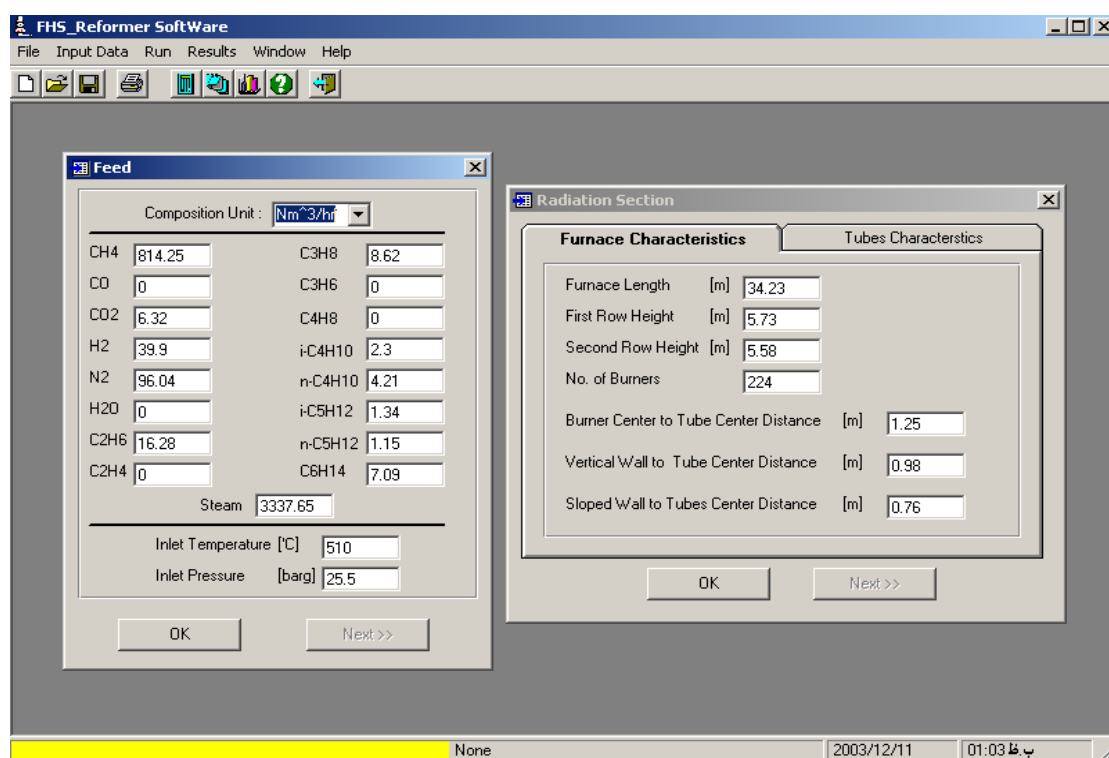 FHS_Reformer SoftWare
File Input Data Run Results Window Help
Feed
Composition Unit : Nm^3/hr
CH4 814.25 C3H8 8.62
CO 0 C3H6 0
CO2 6.32 C4H8 0
H2 39.9 i-C4H10 2.3
N2 96.04 n-C4H10 4.21
H2O 0 i-C5H12 1.34
C2H6 16.28 n-C5H12 1.15
C2H4 0 C6H14 7.09
Steam 3337.65
Inlet Temperature ['C] 510
Inlet Pressure [barg] 25.5
OK Next >>
Radiation Section
Furnace Characteristics Tubes Characterstics
Furnace Length [m] 34.23
First Row Height [m] 5.73
Second Row Height [m] 5.58
No. of Burners 224
Burner Center to Tube Center Distance [m] 1.25
Vertical Wall to Tube Center Distance [m] 0.98
Sloped Wall to Tubes Center Distance [m] 0.76
OK Next >>
None 2003/12/11 01:03 ب.ظ